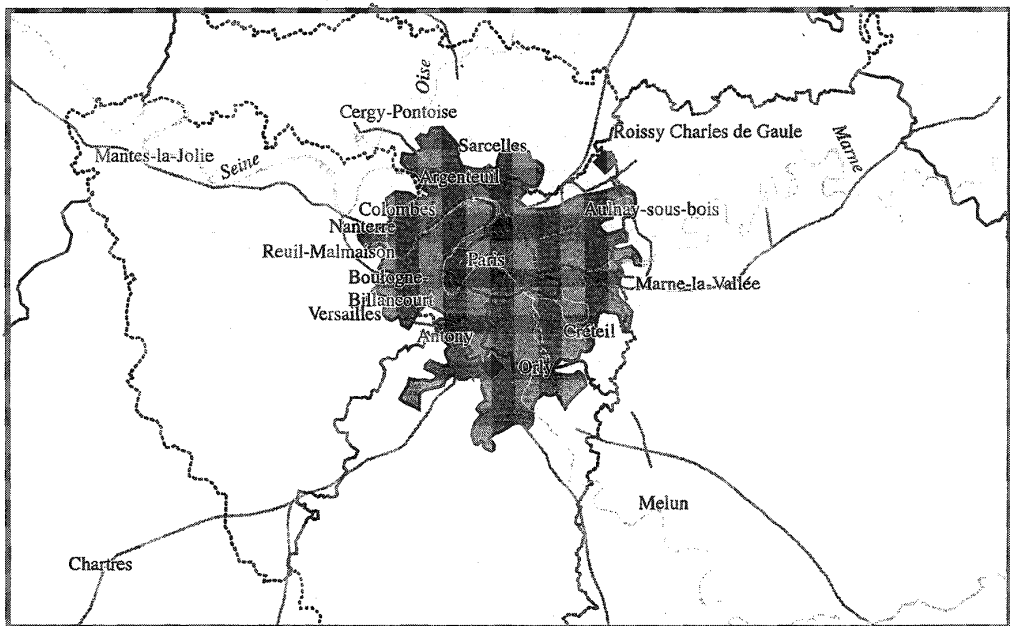 Oise
Cergy-Pontoise
Sarcelles
Roissy Charles de Gaule
Marne
Mantes-la-Jolie
Seine
Argenteuil
Colombes
Aulnay-sous-bois
Nanterre
Reuil-Malmaison
Paris
Boulogne-
Billancourt
Marne-la-Vallée
Versailles
Antony
Créteil
Orly
Melun
Chartres